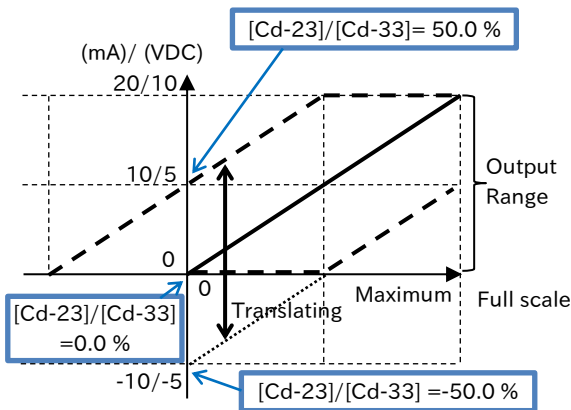 [Cd-23]/[Cd-33]= 50.0 %
(mA)/ (VDC)
20/10
10/5
Output
Range
0
0
Maximum
Full scale
Translating
[Cd-23]/[Cd-33]
=0.0 %
-10/-5
[Cd-23]/[Cd-33] =-50.0 %